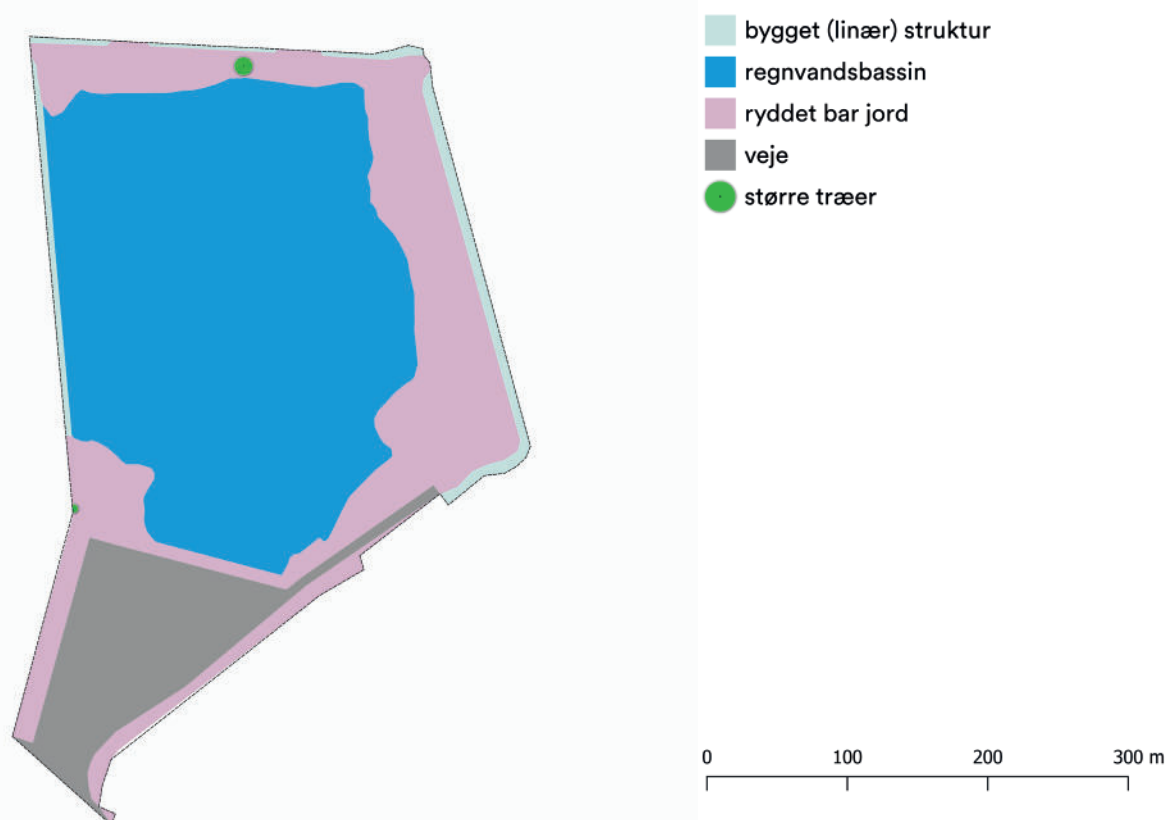 bygget (linær) struktur
regnvandsbassin
ryddet bar jord
veje
større træer
0 100 200 300 m